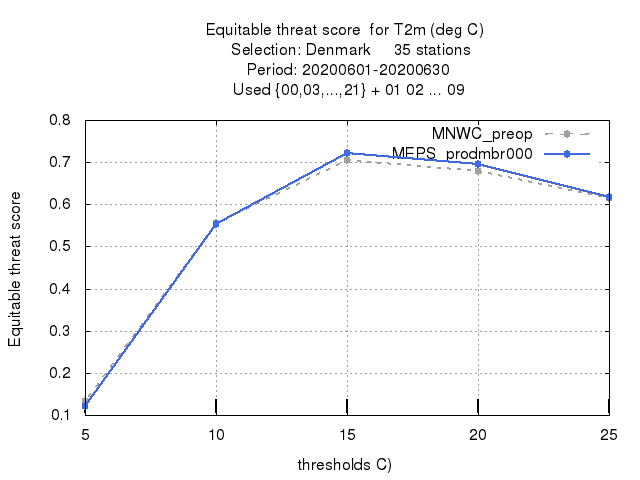 Equitable threat score for T2m (deg C)
Selection: Denmark 35 stations
Period: 20200601-20200630
Used {00,03,...,21} + 01 02 ... 09
MNWC_preop
MEPS_prodmbr000
0.8
0.7
0.6
0.5
0.4
0.3
0.2
0.1
Equitable threat score
5 10 15 20 25
thresholds C)